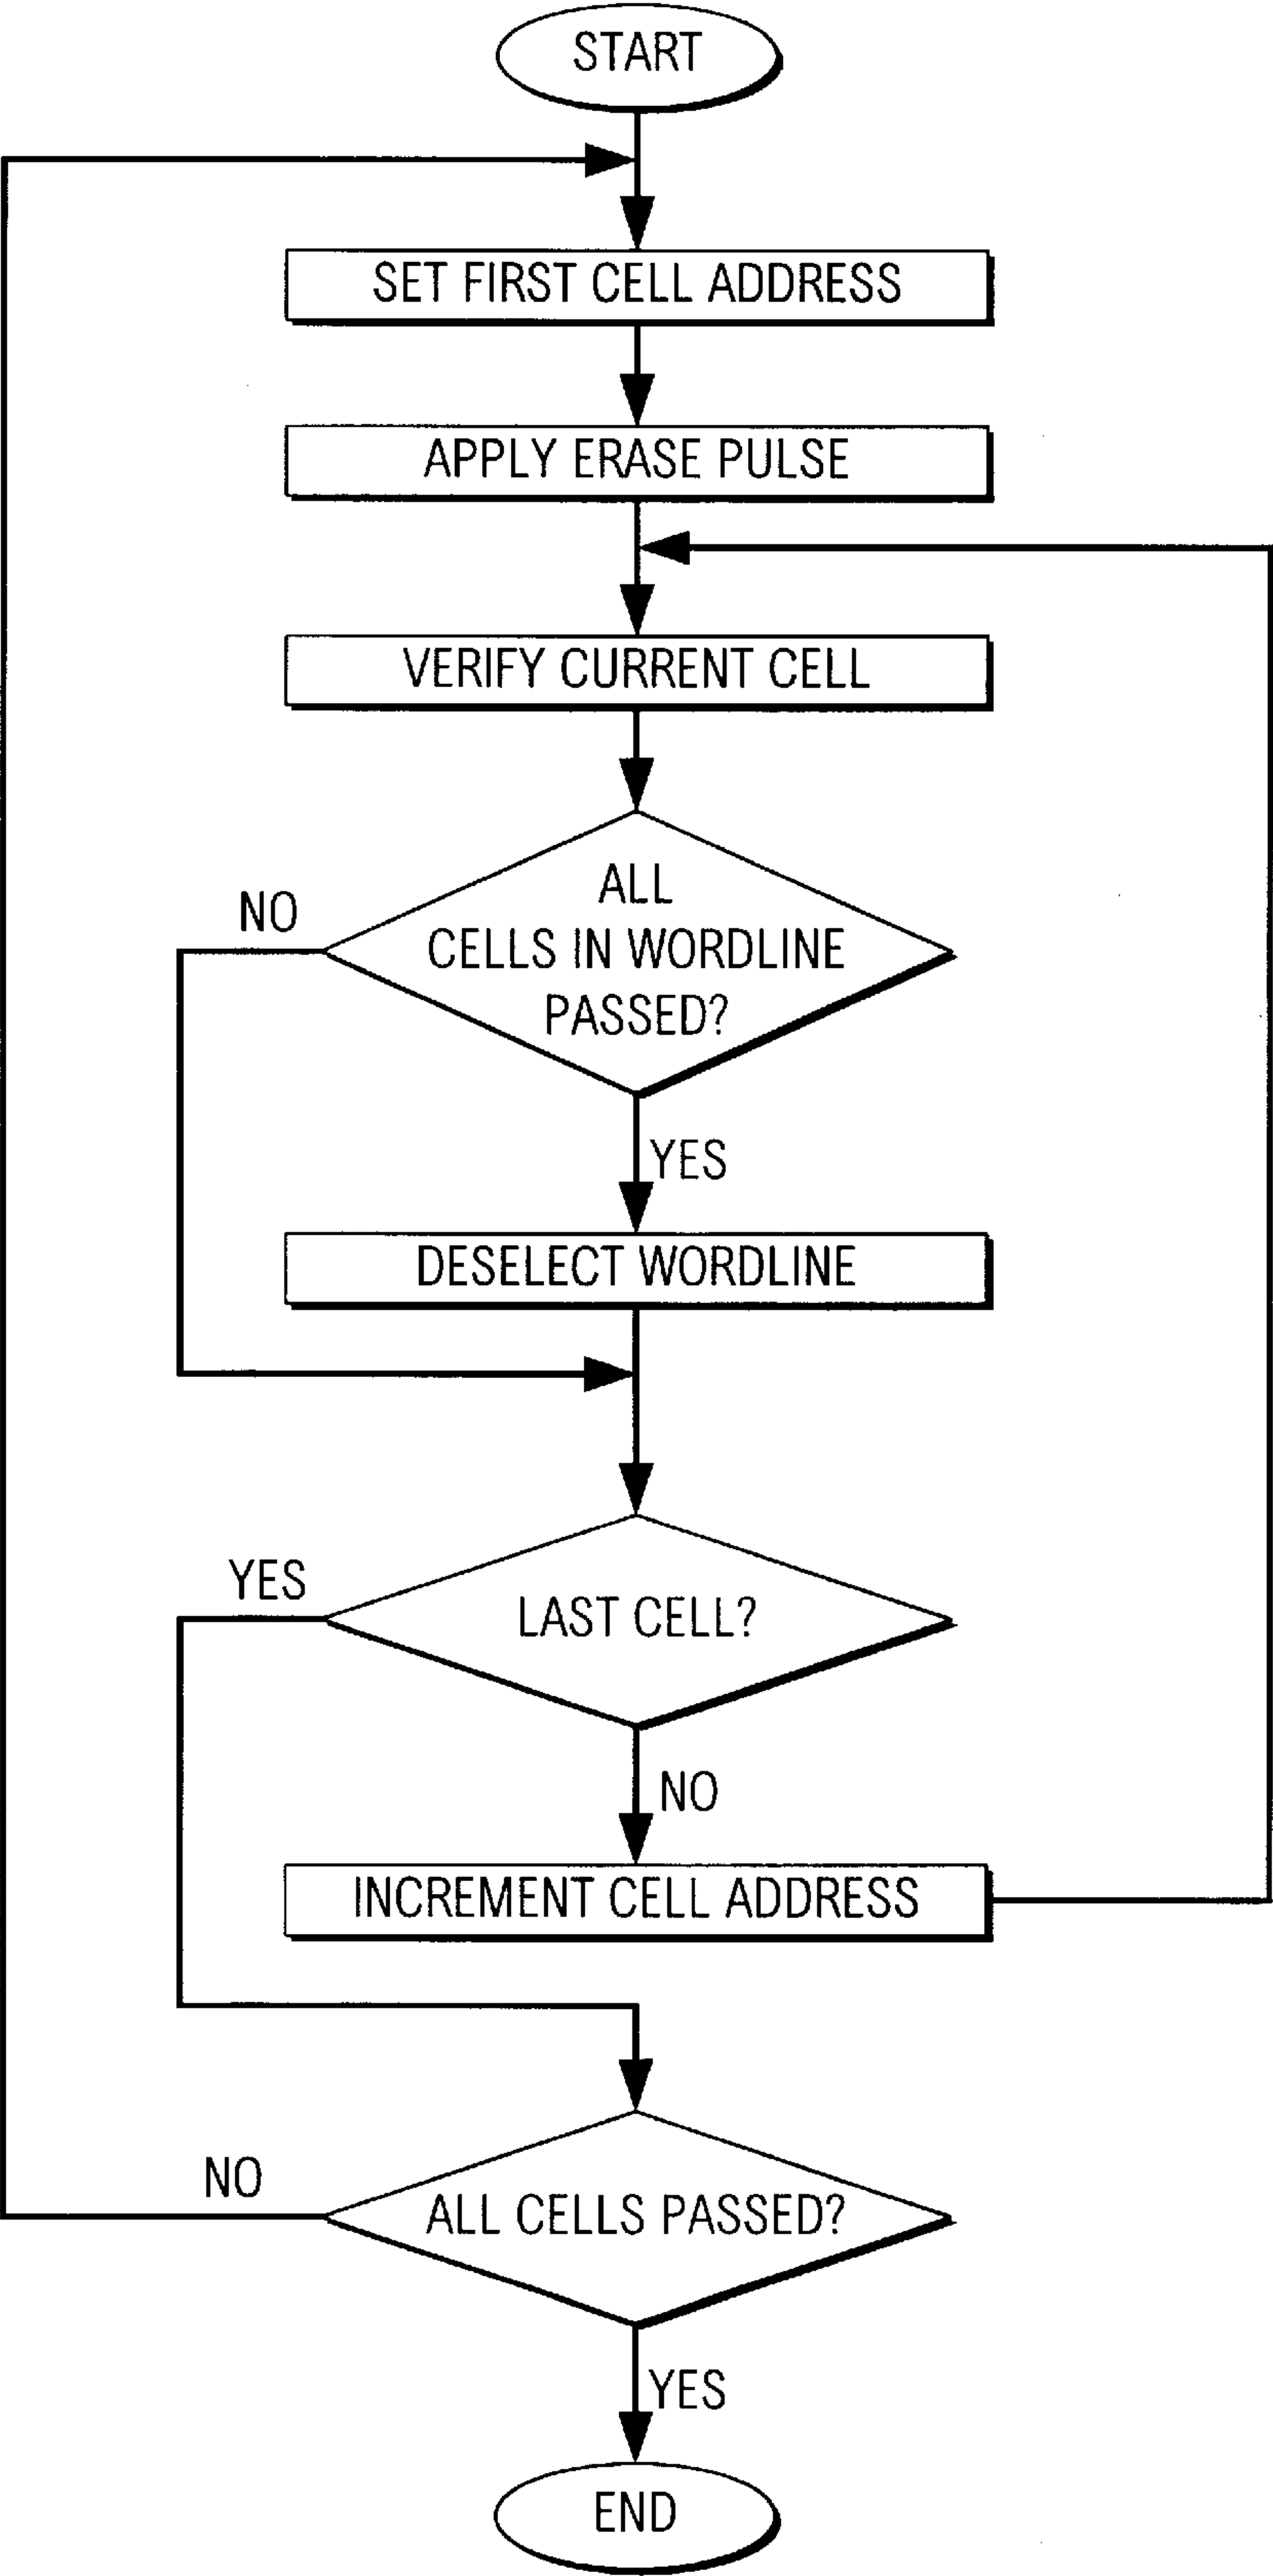 START
SET FIRST CELL ADDRESS
APPLY ERASE PULSE
VERIFY CURRENT CELL
ALL
CELLS IN WORDLINE
PASSED?
NO
YES
DESELECT WORDLINE
YES
LAST CELL?
NO
INCREMENT CELL ADDRESS
NO
ALL CELLS PASSED?
YES
END